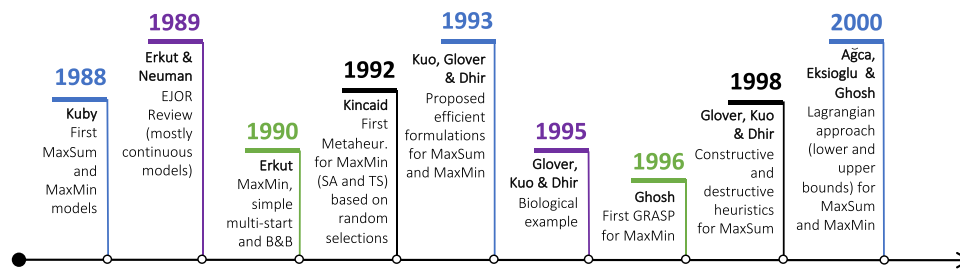 1988
Kuby
First
MaxSum
and
MaxMin
models
1989
Erkut &
Neuman
EJOR
Review
(mostly
continuous
models)
1990
Erkut
MaxMin,
simple
multi-start
and B&B
1992
Kincaid
First
Metaheur.
for MaxMin
(SA and TS)
based on
random
selections
1993
Kuo, Glover
& Dhir
Proposed
efficient
formulations
for MaxSum
and MaxMin
1995
Glover,
Kuo & Dhir
Biological
example
1996
Ghosh
First GRASP
for MaxMin
1998
Glover, Kuo
& Dhir
Constructive
and
destructive
heuristics
for MaxSum
2000
Ağca,
Eksioglu &
Ghosh
Lagrangian
approach
(lower and
upper
bounds) for
MaxSum
and MaxMin